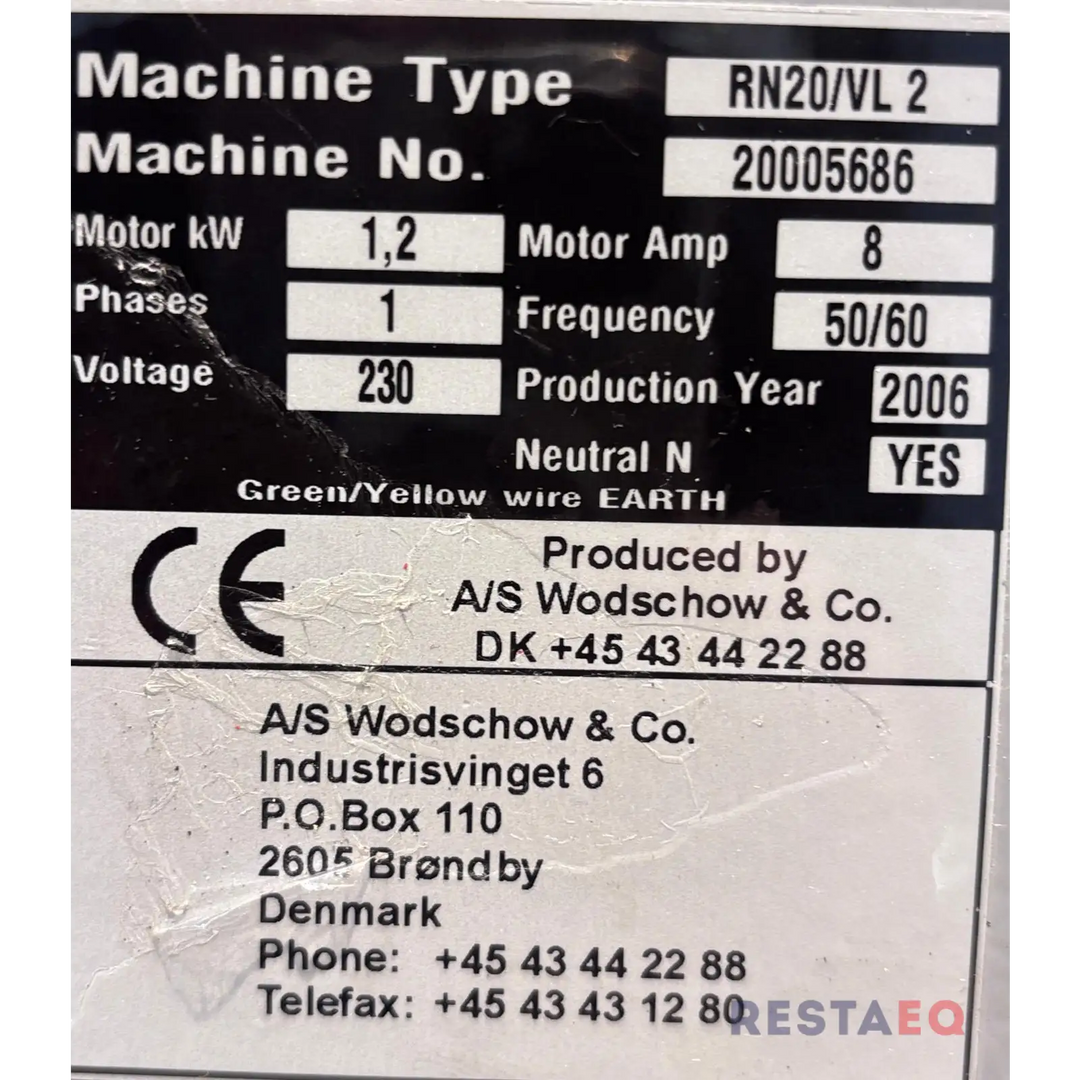 Machine Type RN20/VL 2
Machine No. 20005686
Motor kW 1,2 Motor Amp 8
Phases 1 Frequency 50/60
Voltage 230 Production Year 2006
Neutral N YES
Green/Yellow wire EARTH
CE Produced by
A/S Wodschow & Co.
DK +45 43 44 22 88
A/S Wodschow & Co.
Industrisvinget 6
P.O.Box 110
2605 Brøndby
Denmark
Phone: +45 43 44 22 88
Telefax: +45 43 43 12 80
RESTAEQ